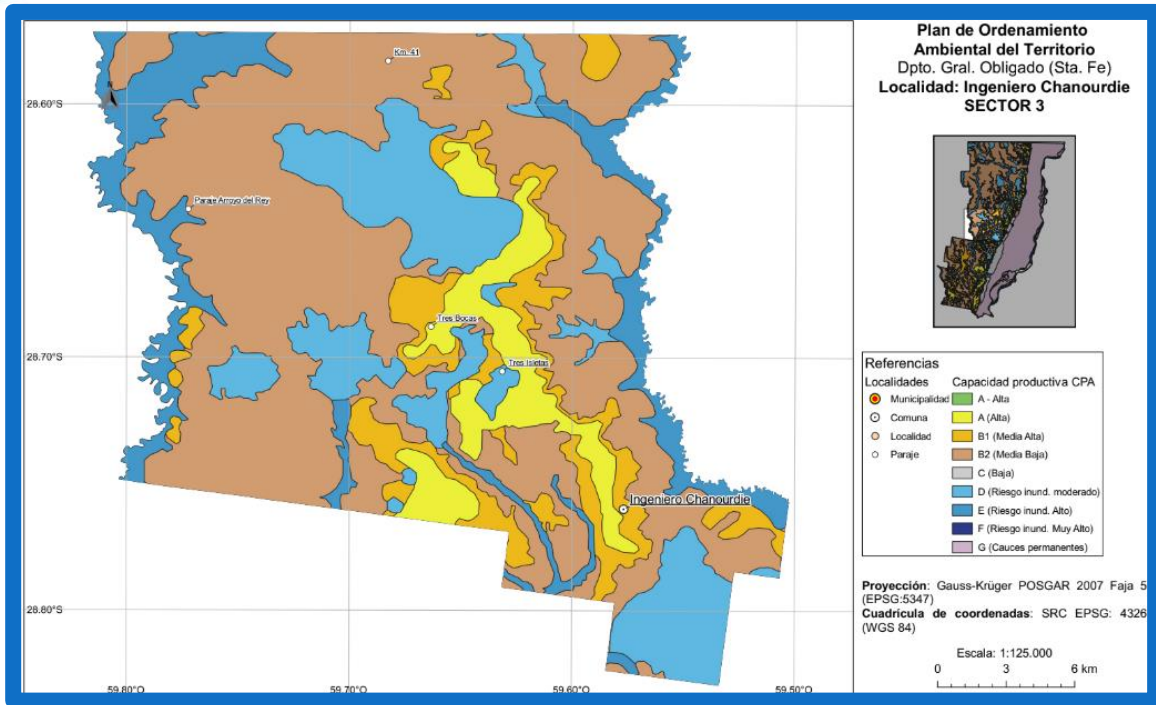 Plan de Ordenamiento
Ambiental del Territorio
Dpto. Gral. Obligado (Sta. Fe)
Localidad: Ingeniero Chanourdie
SECTOR 3
Km. 41
N
28.60°S
Paraje Arroyo del Rey
Tres Bocas
28.70°S
Tres Isletas
Ingeniero Chanourdie
28.80°S
59.80°O
59.70°O
59.60°O
59.50°O
Referencias
Localidades
Municipalidad
Comuna
Localidad
Paraje
Capacidad productiva CPA
A - Alta
A (Alta)
B1 (Media Alta)
B2 (Media Baja)
C (Baja)
D (Riesgo inund. moderado)
E (Riesgo inund. Alto)
F (Riesgo inund. Muy Alto)
G (Cauces permanentes)
Proyección: Gauss-Krüger POSGAR 2007 Faja 5
(EPSG:5347)
Cuadrícula de coordenadas: SRC EPSG: 4326
(WGS 84)
Escala: 1:125.000
0 3 6 km